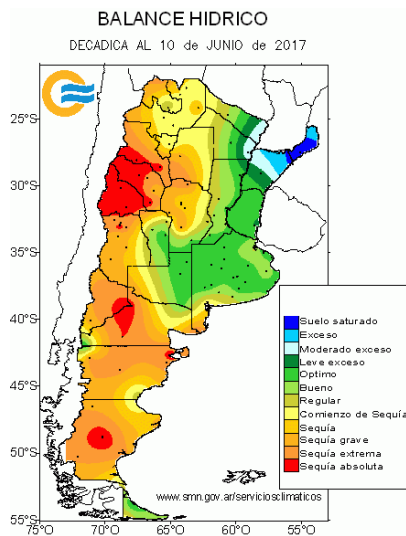 BALANCE HIDRICO
DECADICA AL 10 de JUNIO de 2017
25°S
30°S
35°S
40°S
45°S
50°S
55°S
75°O
70°O
65°O
60°O
55°O
Suelo saturado
Exceso
Moderado exceso
Leve exceso
Optimo
Bueno
Regular
Comienzo de Sequía
Sequía
Sequía grave
Sequía extrema
Sequía absoluta
www.smn.gov.ar/serviciosclimaticos